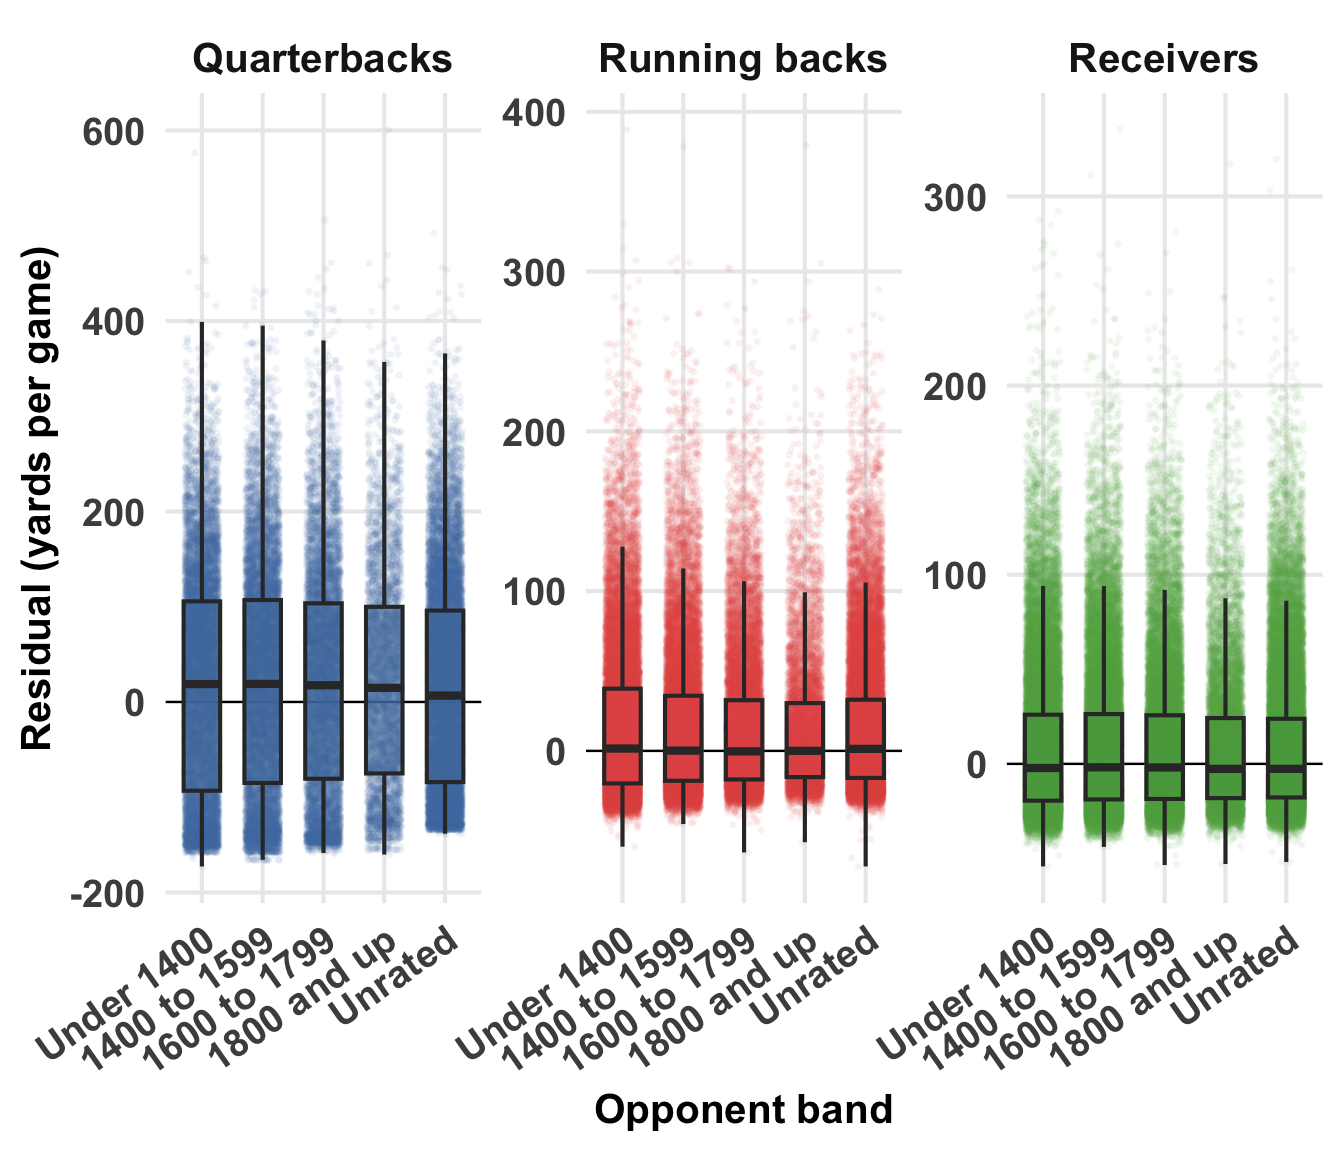 Quarterbacks
Running backs
Receivers
Residual (yards per game)
600
400
200
0
-200
400
300
200
100
0
300
200
100
0
Under 1400
1400 to 1599
1600 to 1799
1800 and up
Unrated
Under 1400
1400 to 1599
1600 to 1799
1800 and up
Unrated
Under 1400
1400 to 1599
1600 to 1799
1800 and up
Unrated
Opponent band